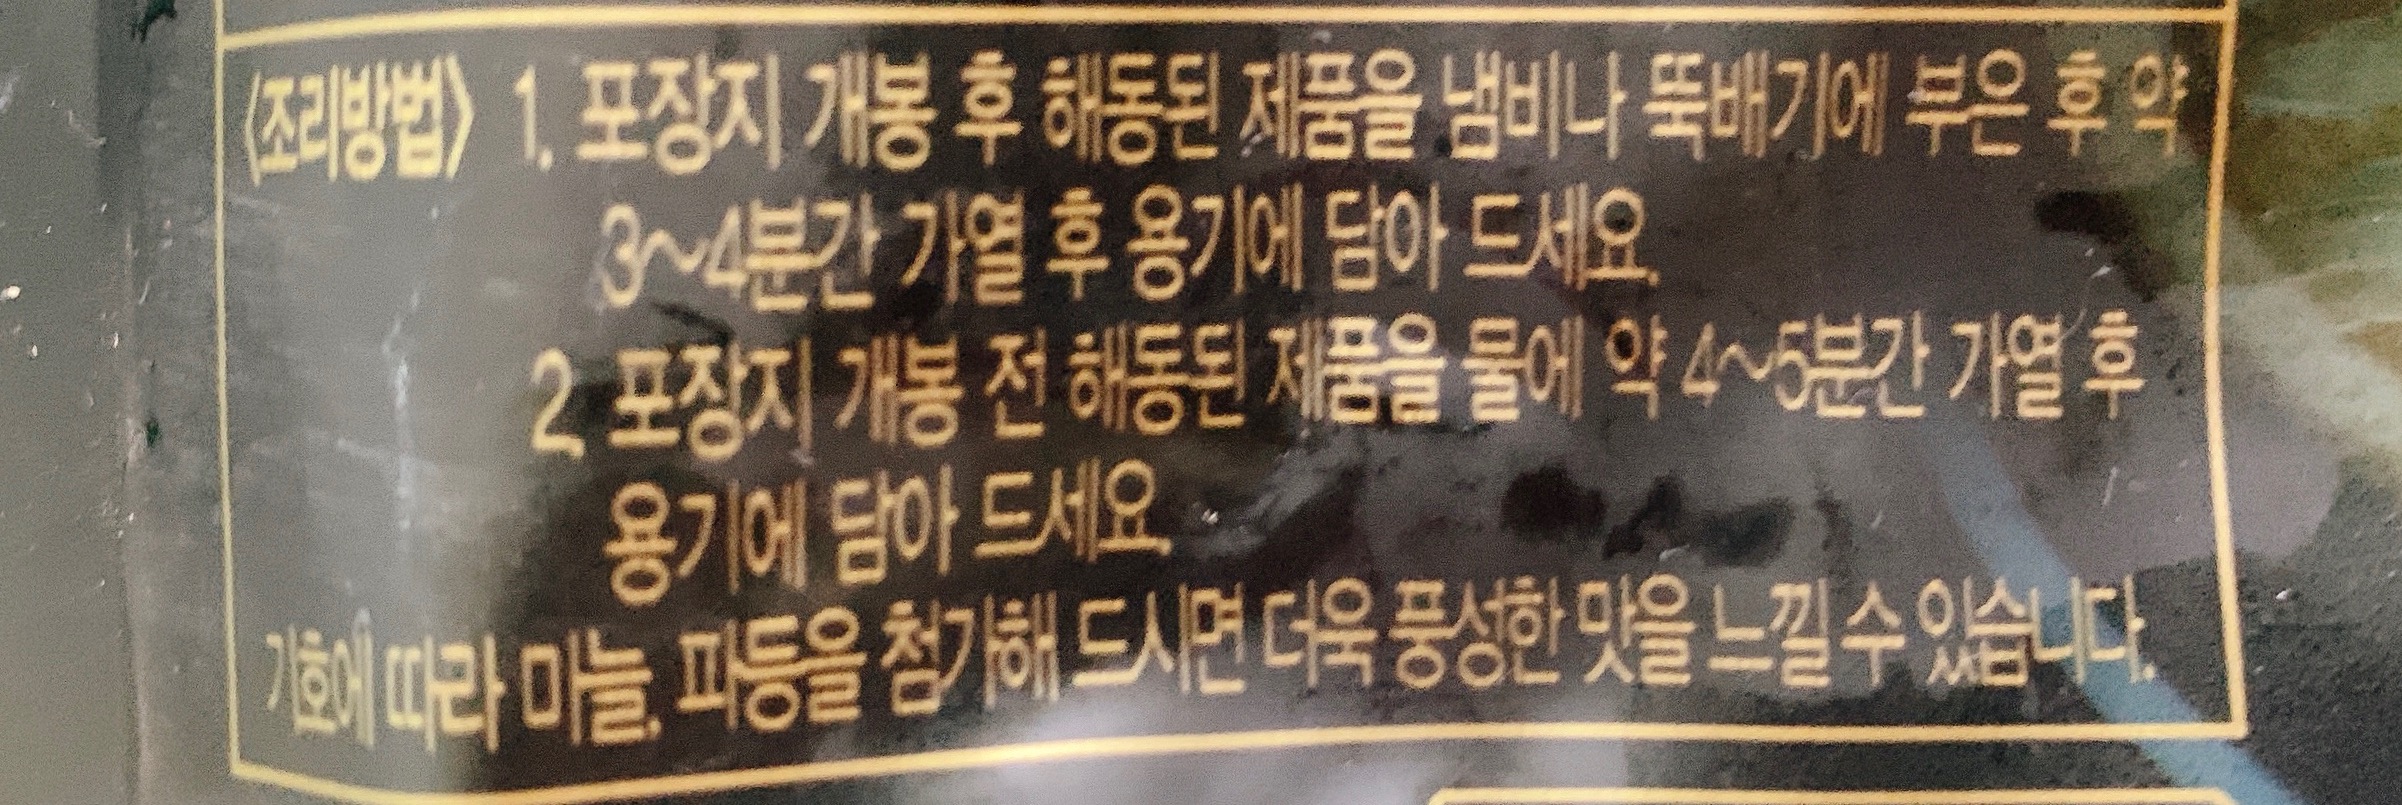 <조리방법> 1. 포장지 개봉 후 해동된 제품을 냄비나 뚝배기에 부은 후 약
3~4분간 가열 후 용기에 담아 드세요.
2. 포장지 개봉 전 해동된 제품을 물에 약 4~5분간 가열 후
용기에 담아 드세요.
기호에 따라 마늘, 파등을 첨가해 드시면 더욱 풍성한 맛을 느낄 수 있습니다.